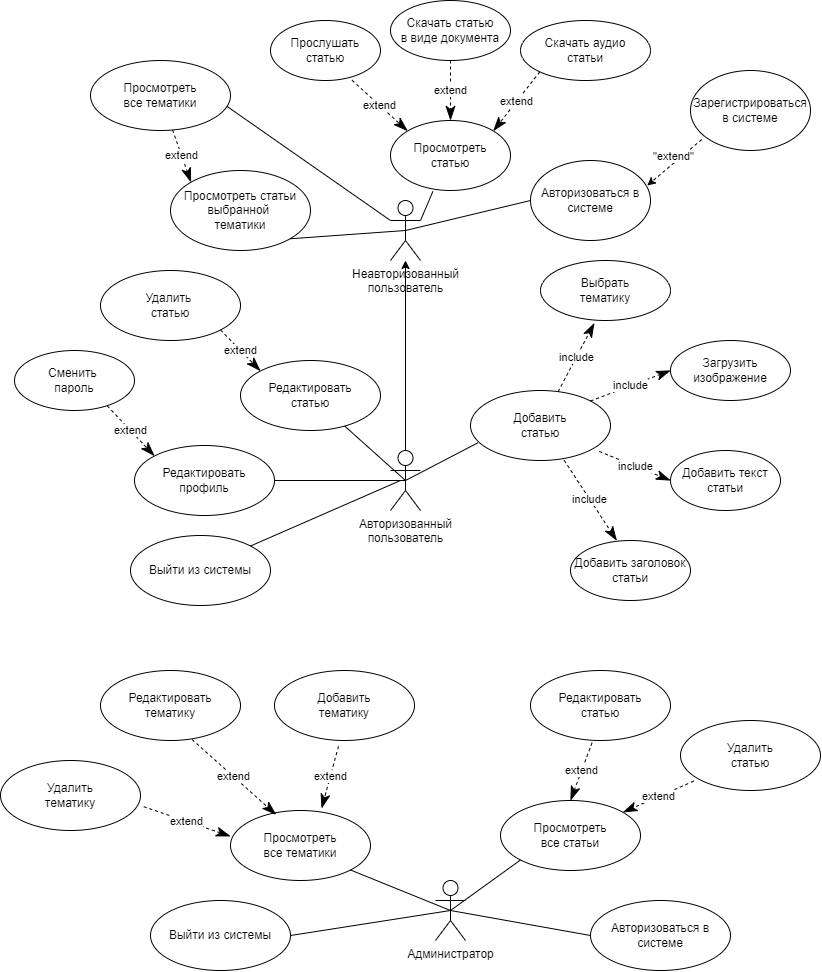 Скачать статью
в виде документа
Прослушать
статью
Скачать аудио
статьи
Просмотреть
все тематики
extend
extend
extend
Зарегистрироваться
в системе
extend
Просмотреть
статью
"extend"
Просмотреть статьи
выбранной
тематики
Авторизоваться в
системе
Неавторизованный
пользователь
Удалить
статью
Выбрать
тематику
extend
include
Сменить
пароль
Редактировать
статью
Загрузить
изображение
include
extend
Добавить
статью
Редактировать
профиль
include
Добавить текст
статьи
include
Авторизованный
пользователь
Выйти из системы
Добавить заголовок
статьи
Редактировать
тематику
Добавить
тематику
Редактировать
статью
Удалить
статью
extend
extend
extend
Удалить
тематику
extend
extend
Просмотреть
все тематики
Просмотреть
все статьи
Выйти из системы
Авторизоваться в
системе
Администратор